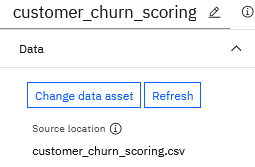 customer_churn_scoring
Data
Change data asset Refresh
Source location
customer_churn_scoring.csv